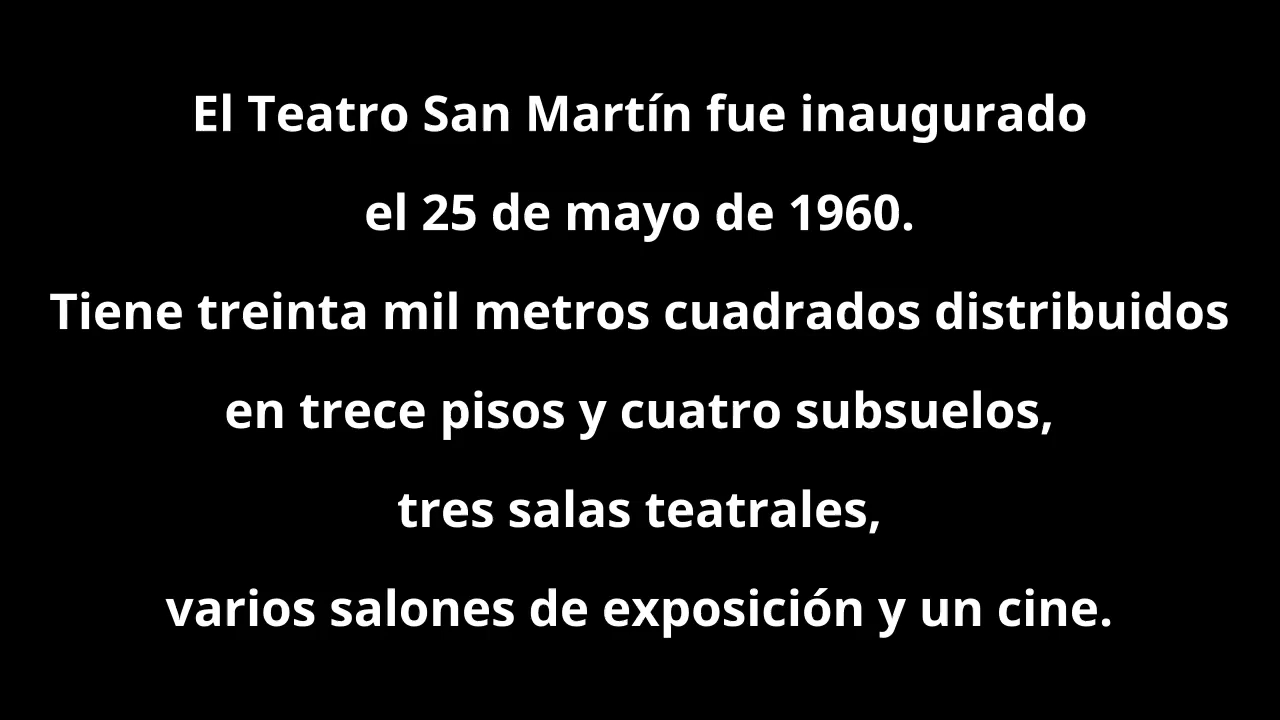 El Teatro San Martín fue inaugurado
el 25 de mayo de 1960.
Tiene treinta mil metros cuadrados distribuidos
en trece pisos y cuatro subsuelos,
tres salas teatrales,
varios salones de exposición y un cine.